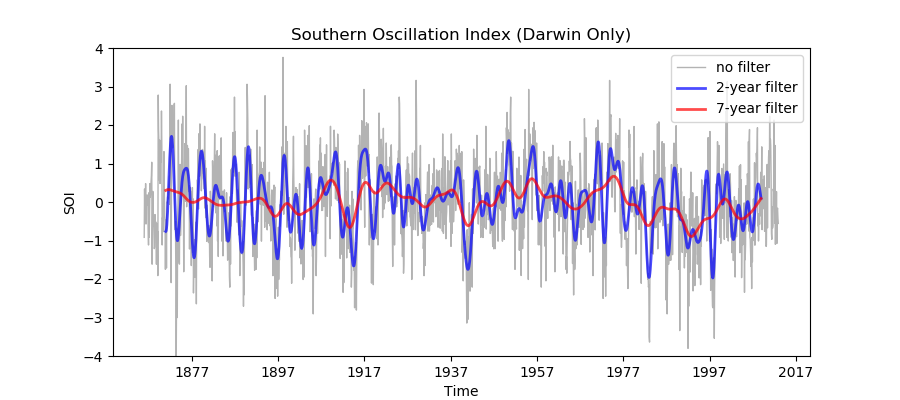 Southern Oscillation Index (Darwin Only)
no filter
2-year filter
7-year filter
4
3
2
1
0
−1
−2
−3
−4
SOI
1877 1897 1917 1937 1957 1977 1997 2017
Time